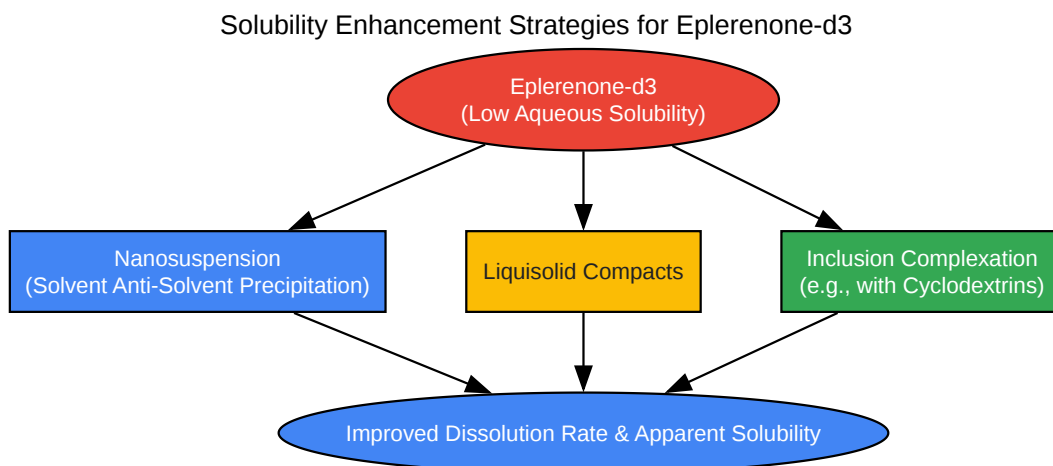 Solubility Enhancement Strategies for Eplerenone-d3
Eplerenone-d3
(Low Aqueous Solubility)
Nanosuspension
(Solvent Anti-Solvent Precipitation)
Liquisolid Compacts
Inclusion Complexation
(e.g., with Cyclodextrins)
Improved Dissolution Rate & Apparent Solubility